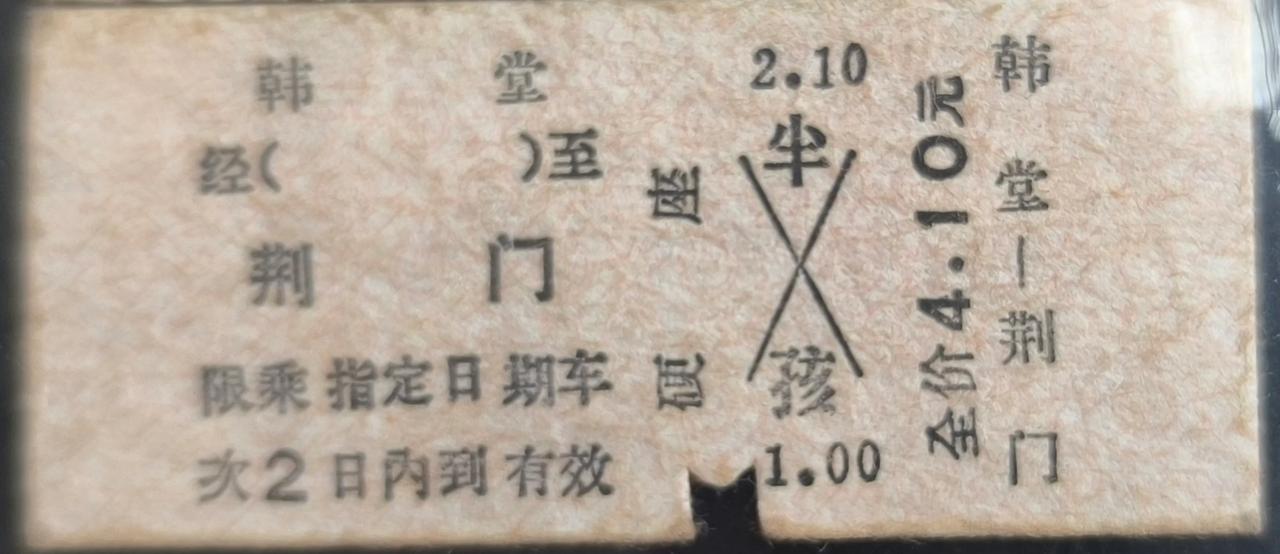 韩 堂
经( )至
荆 门
限乘指定日期车
次2日内到有效
硬座
2.10
半
孩
1.00
全价4.10元
韩堂—荆门